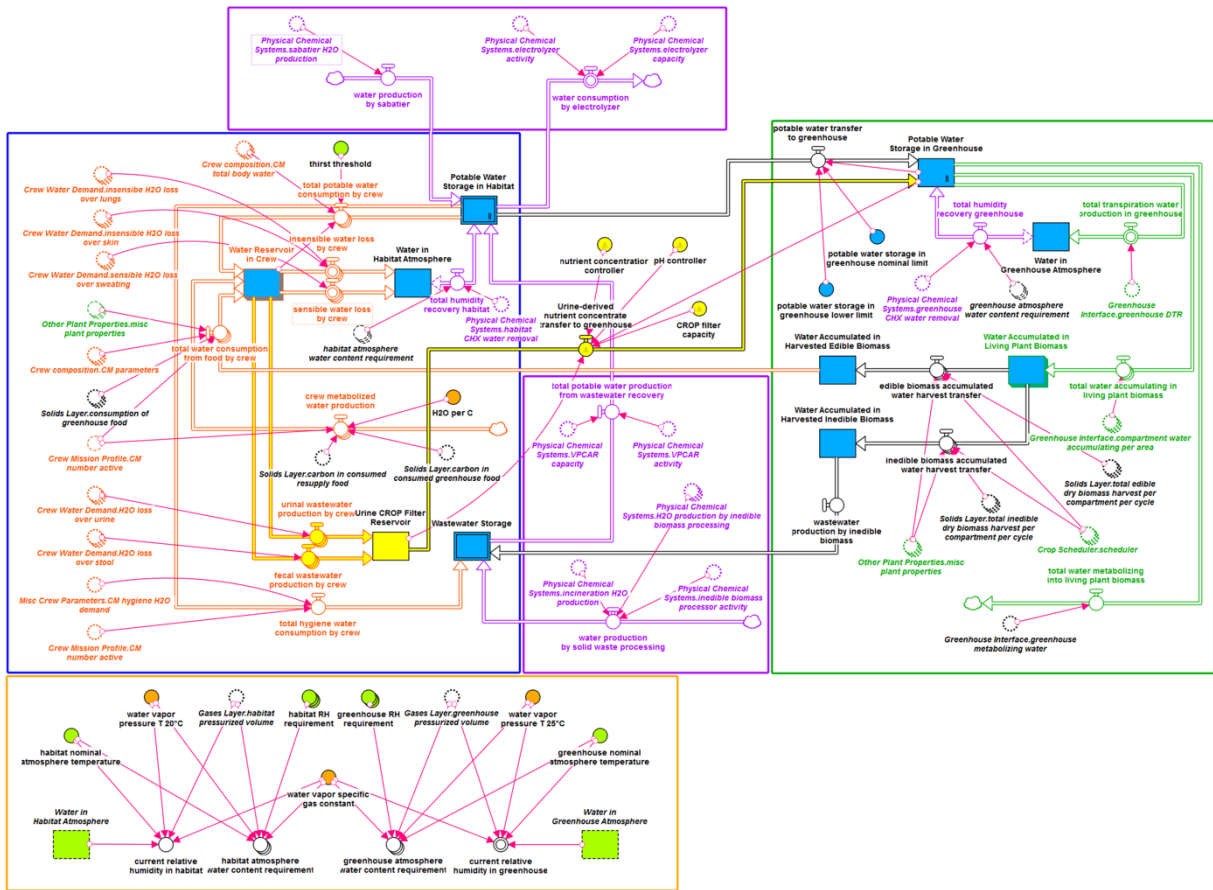 Physical Chemical
Systems.sabatier H2O
production
Physical Chemical
Systems.electrolyzer
activity
Physical Chemical
Systems.electrolyzer
capacity
water production
by sabatier
water consumption
by electrolyzer
Crew composition.CM
total body water
thirst threshold
Crew Water Demand.insensibe H2O loss
over lungs
total potable water
consumption by crew
Potable Water
Storage in Habitat
Crew Water Demand.insensibe H2O loss
over skin
insensible water loss
by crew
Water Reservoir
in Crew
Water in
Habitat Atmosphere
Crew Water Demand.sensible H2O loss
over sweating
sensible water loss
by crew
total humidity
recovery habitat
Other Plant Properties.misc
plant properties
habitat atmosphere
water content requirement
Physical Chemical
Systems.habitat
CHX water removal
total water consumption
from food by crew
Crew composition.CM parameters
Solids Layer.consumption of
greenhouse food
crew metabolized
water production
H2O per C
Crew Mission Profile.CM
number active
Solids Layer.carbon in consumed
resupply food
Solids Layer.carbon in
consumed greenhouse food
Crew Water Demand.H2O loss
over urine
urinal wastewater
production by crew
Urine CROP Filter
Reservoir
Wastewater Storage
Crew Water Demand.H2O loss
over stool
fecal wastewater
production by crew
Misc Crew Parameters.CM hygiene H2O
demand
total hygiene water
consumption by crew
Crew Mission Profile.CM
number active
nutrient concentration
controller
pH controller
Urine-derived
nutrient concentrate
transfer to greenhouse
CROP filter
capacity
total potable water production
from wastewater recovery
Physical Chemical
Systems.VPCAR
capacity
Physical Chemical
Systems.VPCAR
activity
Physical Chemical
Systems.H2O production by inedible
biomass processing
Physical Chemical
Systems.incineration H2O
production
Physical Chemical
Systems.inedible biomass
processor activity
water production
by solid waste processing
potable water transfer
to greenhouse
Potable Water
Storage in Greenhouse
total humidity
recovery greenhouse
total transpiration water
production in greenhouse
potable water storage in
greenhouse nominal limit
Water in
Greenhouse Atmosphere
potable water storage in
greenhouse lower limit
Physical Chemical
Systems.greenhouse
CHX water removal
greenhouse atmosphere
water content requirement
Greenhouse
Interface.greenhouse DTR
Water Accumulated in
Harvested Edible Biomass
Water Accumulated in
Living Plant Biomass
edible biomass accumulated
water harvest transfer
total water accumulating in
living plant biomass
Water Accumulated in
Harvested Inedible Biomass
Greenhouse Interface.compartment water
accumulating per area
inedible biomass accumulated
water harvest transfer
Solids Layer.total edible
dry biomass harvest per
compartment per cycle
wastewater
production by inedible
biomass
Solids Layer.total inedible
dry biomass harvest per
compartment per cycle
Other Plant Properties.misc
plant properties
Crop Scheduler.scheduler
total water metabolizing
into living plant biomass
Greenhouse Interface.greenhouse
metabolizing water
water vapor
pressure T 20°C
Gases Layer.habitat
pressurized volume
habitat RH
requirement
greenhouse RH
requirement
Gases Layer.greenhouse
pressurized volume
water vapor
pressure T 25°C
habitat nominal
atmosphere temperature
greenhouse nominal
atmosphere temperature
water vapor specific
gas constant
Water in
Habitat Atmosphere
Water in
Greenhouse Atmosphere
current relative
humidity in habitat
habitat atmosphere
water content requirement
greenhouse atmosphere
water content requirement
current relative
humidity in greenhouse